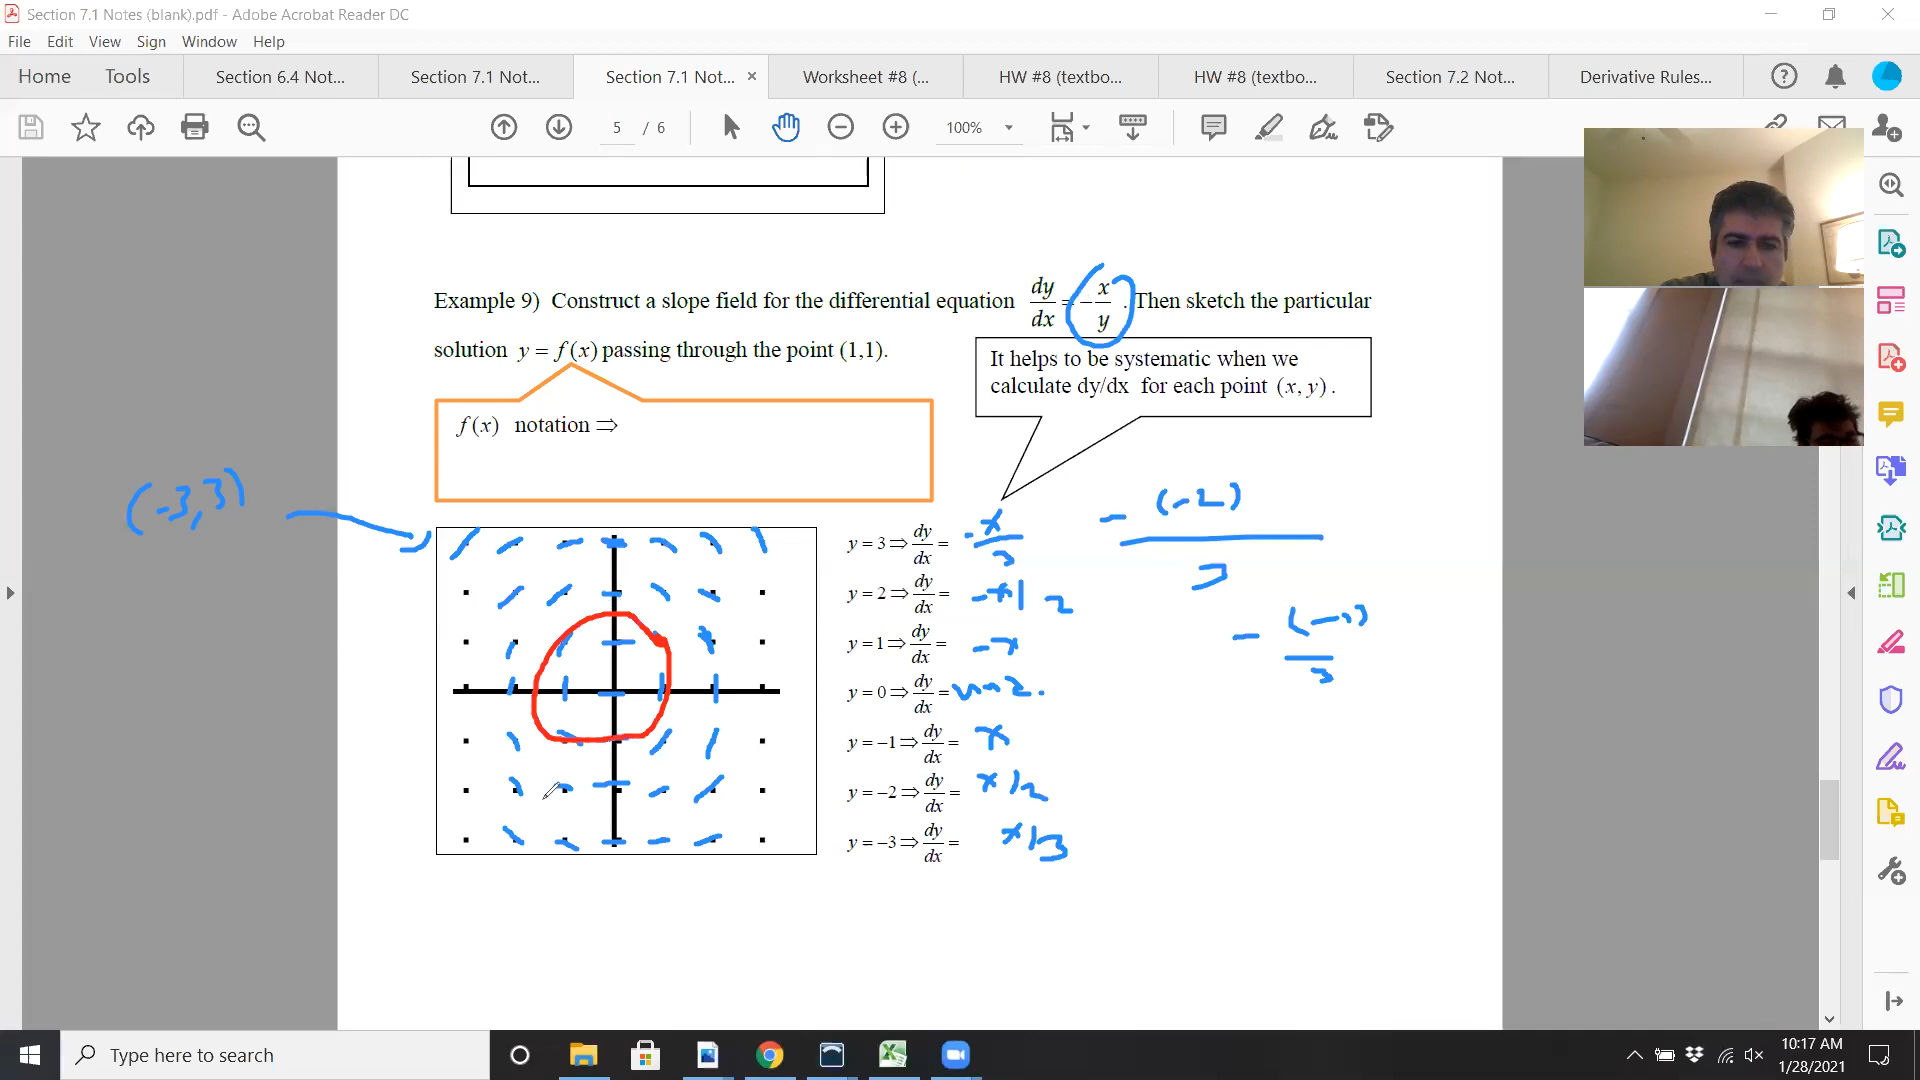 Section 7.1 Notes (blank).pdf - Adobe Acrobat Reader DC
File Edit View Sign Window Help
Home Tools Section 6.4 Not... Section 7.1 Not... Section 7.1 Not... × Worksheet #8 (... HW #8 (textbo... HW #8 (textbo... Section 7.2 Not... Derivative Rules...
5 / 6 100%
Example 9) Construct a slope field for the differential equation dy/dx = -x/y. Then sketch the particular
solution y = f(x) passing through the point (1,1).
It helps to be systematic when we
calculate dy/dx for each point (x, y).
f(x) notation ⇒
(-3,3)
y = 3 ⇒ dy/dx = -x/3
-(-2)/3
y = 2 ⇒ dy/dx = -x/2
y = 1 ⇒ dy/dx = -x
y = 0 ⇒ dy/dx =
y = -1 ⇒ dy/dx = x
y = -2 ⇒ dy/dx = x/2
y = -3 ⇒ dy/dx = x/3
Type here to search
10:17 AM
1/28/2021